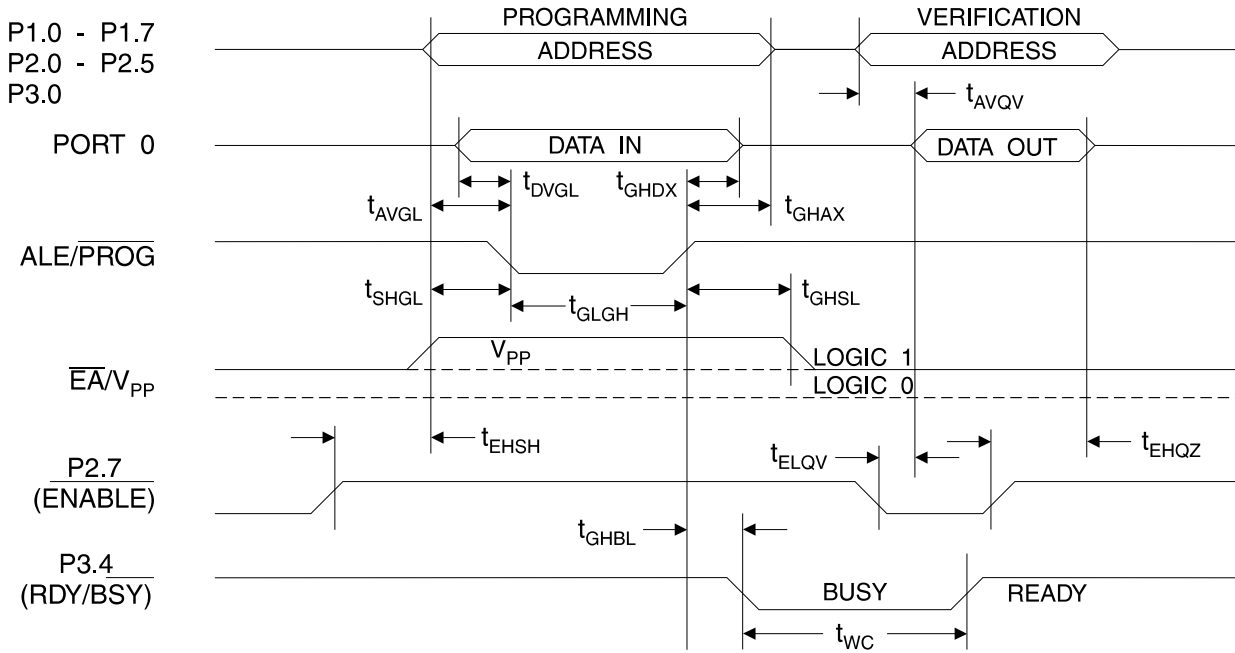 PROGRAMMING
VERIFICATION
P1.0 - P1.7
P2.0 - P2.5
P3.0
ADDRESS
ADDRESS
tAVQV
PORT 0
DATA IN
DATA OUT
tDVGL
tGHDX
tAVGL
tGHAX
ALE/PROG
tSHGL
tGLGH
tGHSL
VPP
LOGIC 1
EA/VPP
LOGIC 0
tEHSH
tELQV
tEHQZ
P2.7
(ENABLE)
tGHBL
P3.4
(RDY/BSY)
BUSY
READY
tWC